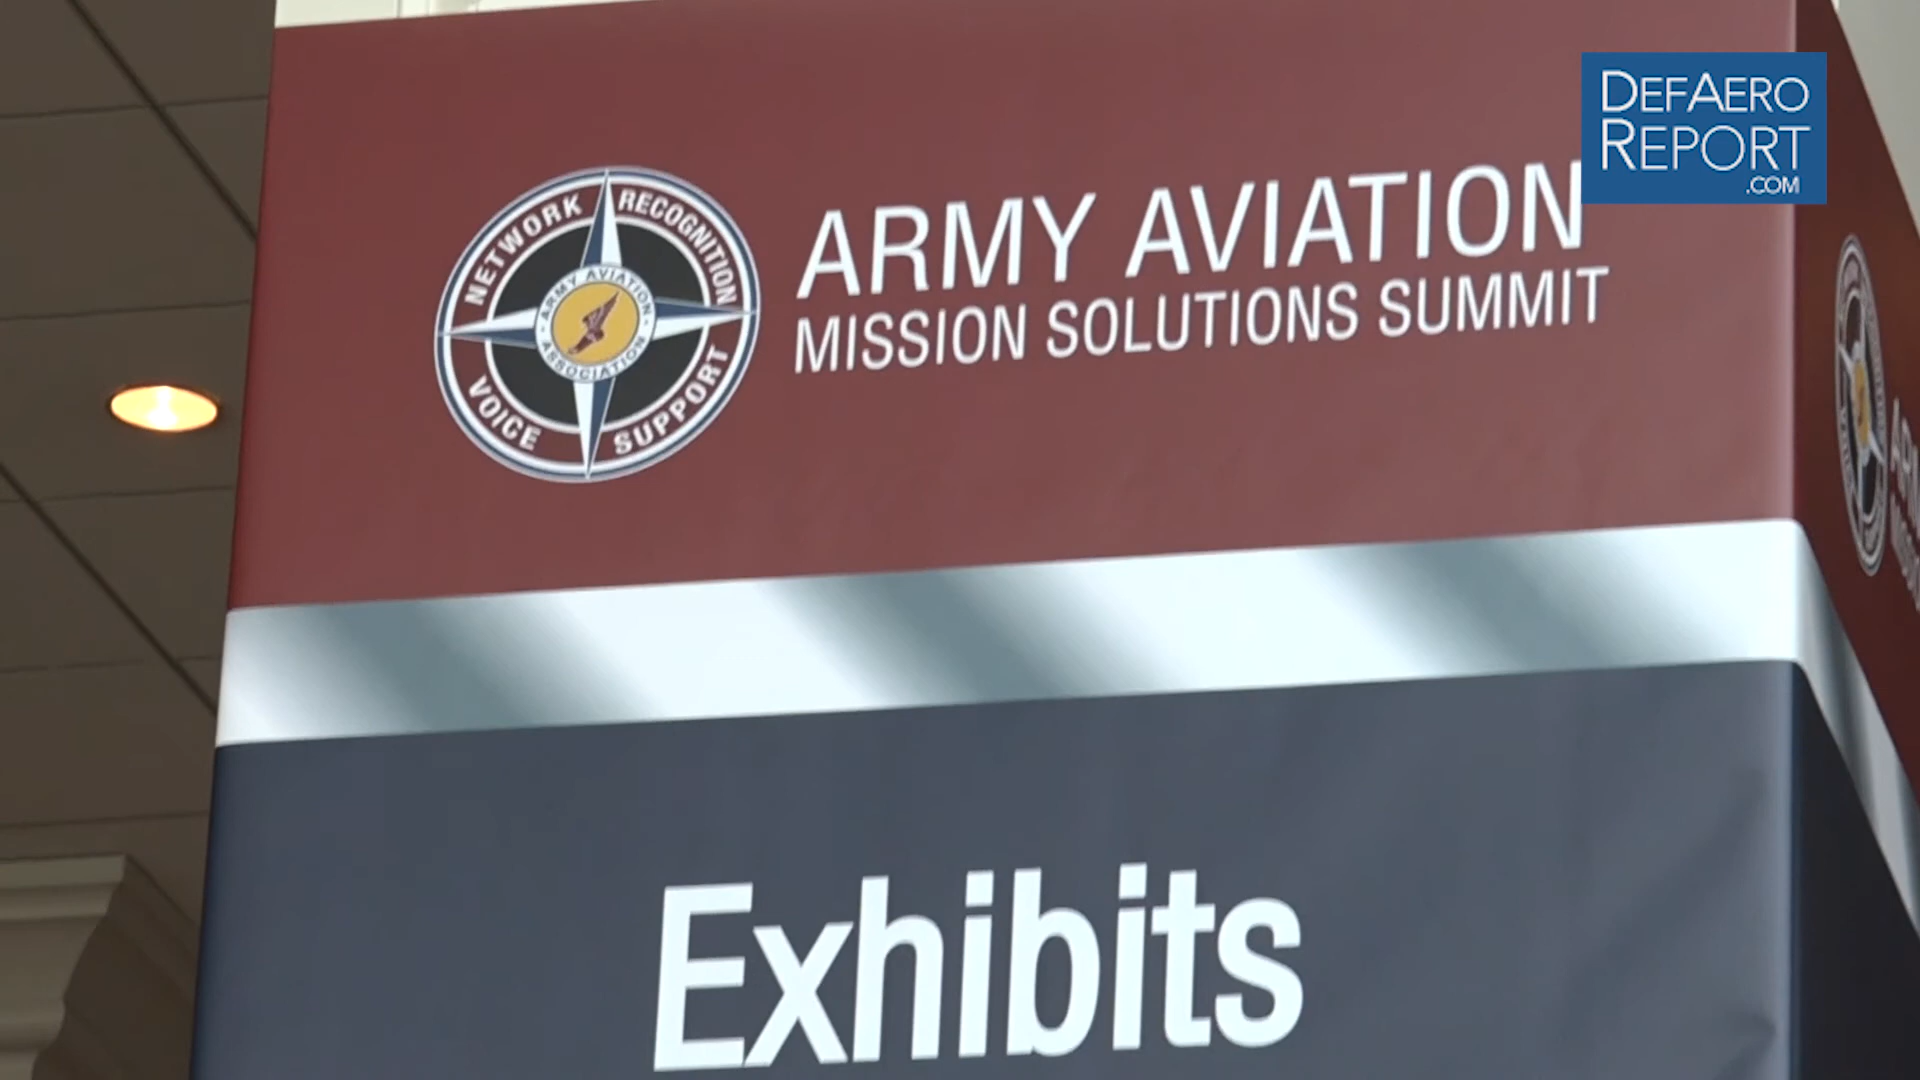 DEFAERO
REPORT
.COM
ARMY AVIATION
MISSION SOLUTIONS SUMMIT
NETWORK
RECOGNITION
VOICE
SUPPORT
ARMY AVIATION
ASSOCIATION
Exhibits